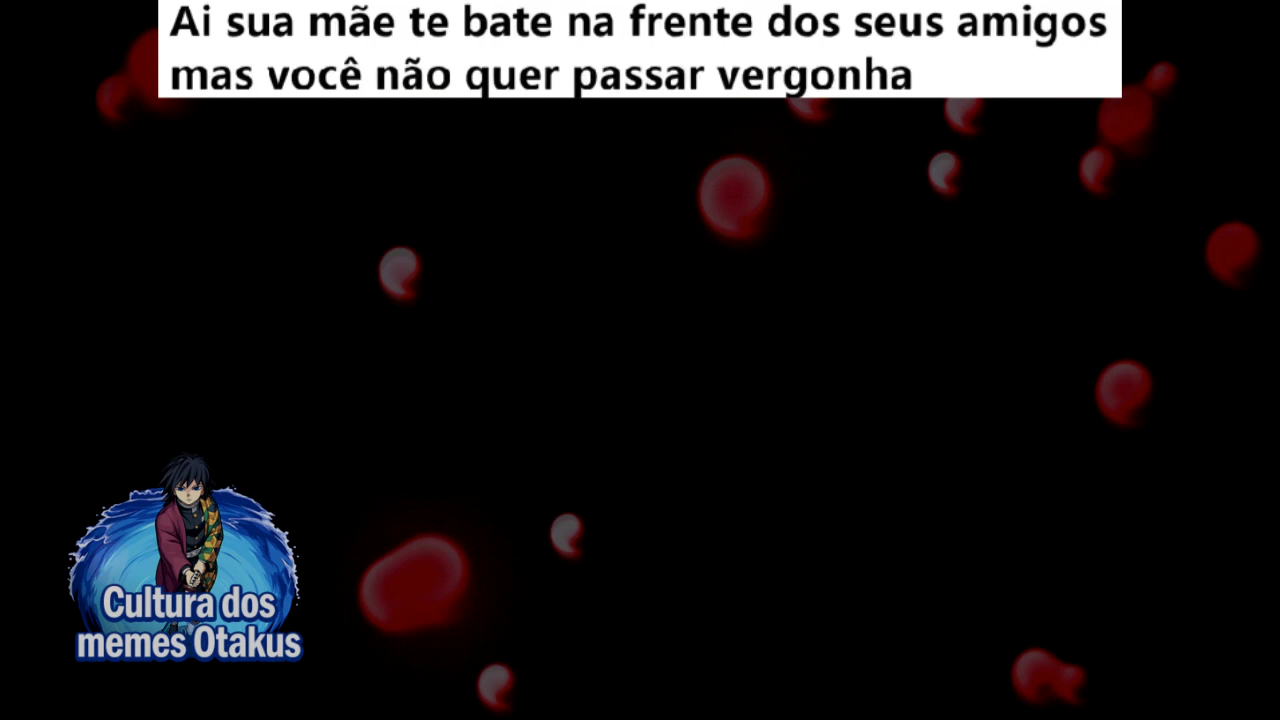 Ai sua mãe te bate na frente dos seus amigos
mas você não quer passar vergonha
Cultura dos
memes Otakus